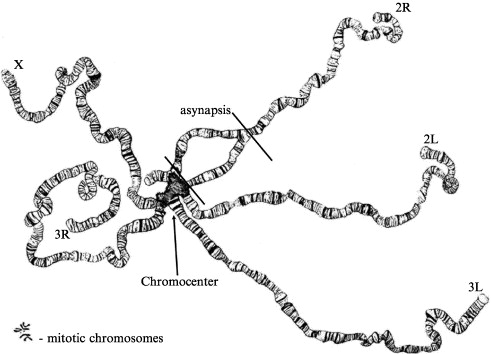 2R
X
asynapsis
2L
3R
Chromocenter
3L
- mitotic chromosomes